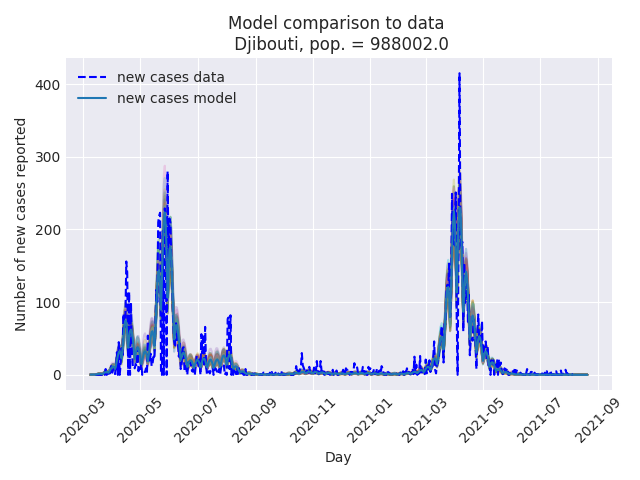 Model comparison to data
Djibouti, pop. = 988002.0
new cases data
new cases model
Number of new cases reported
400
300
200
100
0
2020-03
2020-05
2020-07
2020-09
2020-11
2021-01
2021-03
2021-05
2021-07
2021-09
Day